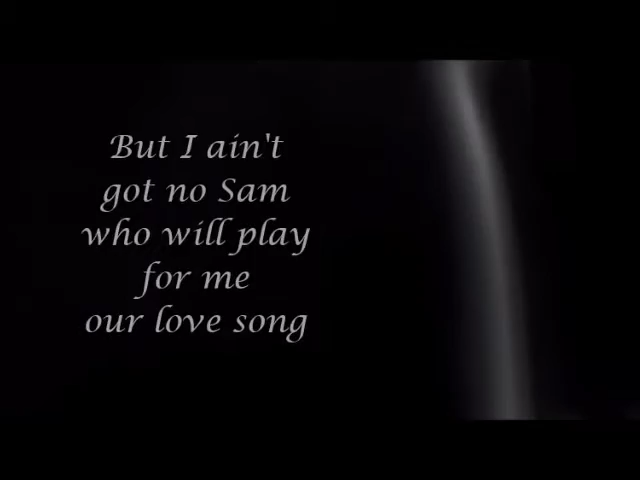 But I ain't
got no Sam
who will play
for me
our love song